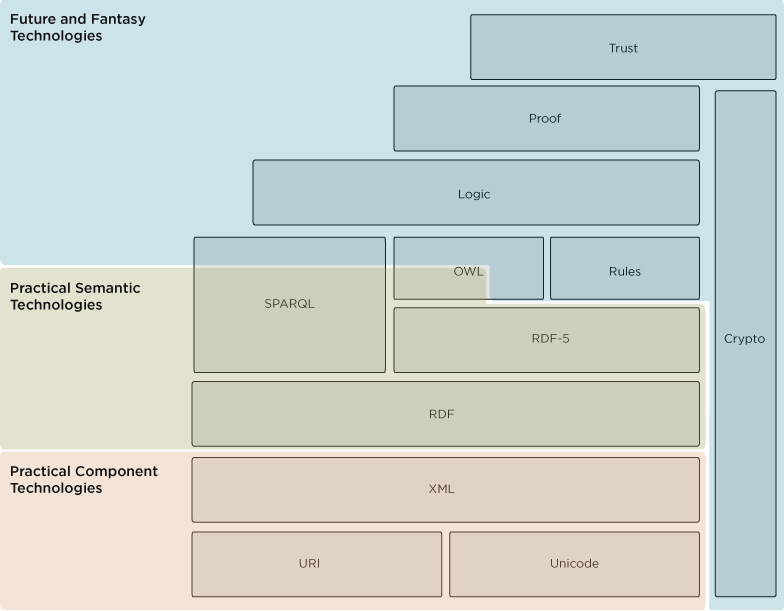 Future and Fantasy
Technologies
Trust
Proof
Logic
OWL
Rules
SPARQL
Practical Semantic
Technologies
RDF-5
Crypto
RDF
Practical Component
Technologies
XML
URI
Unicode